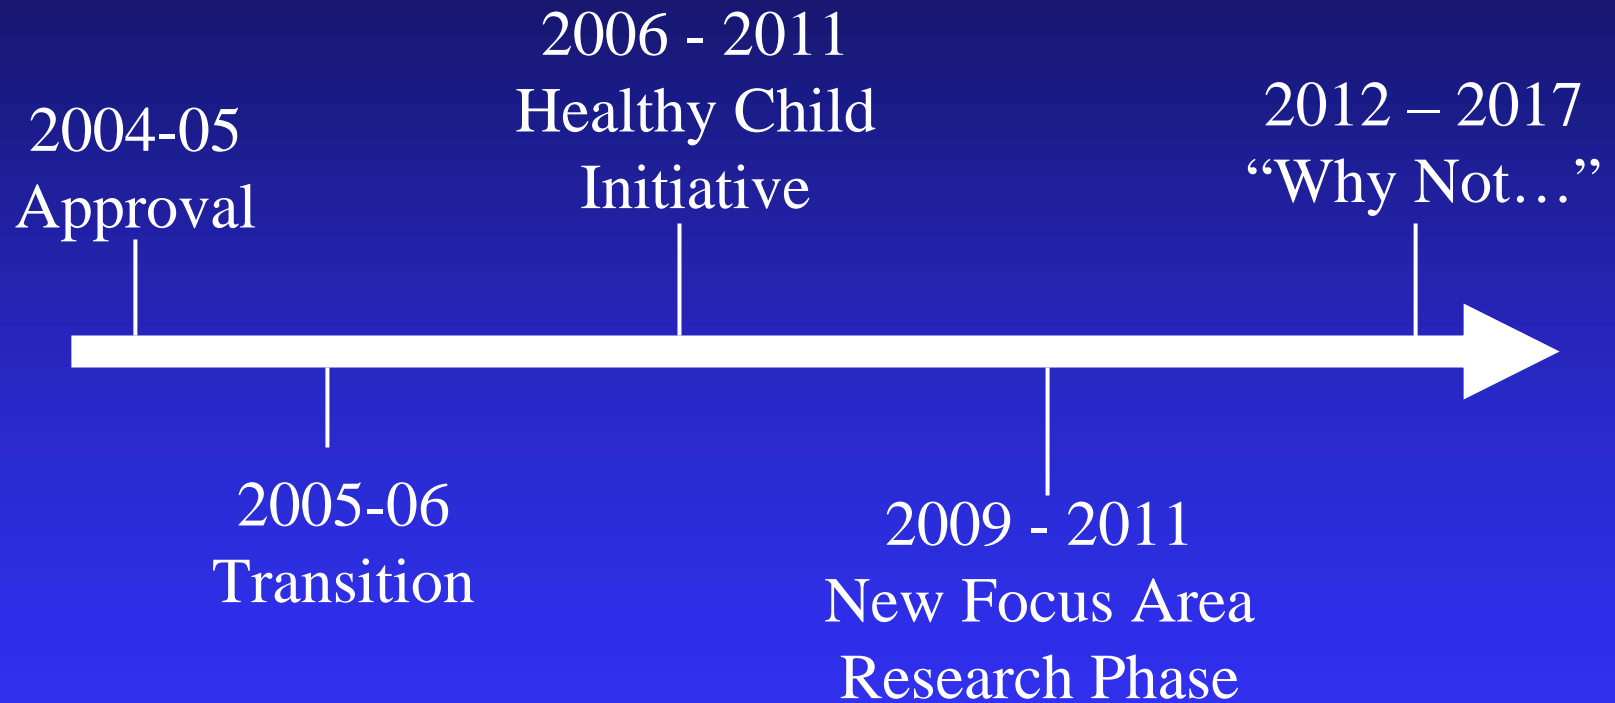 2004-05
Approval
2005-06
Transition
2006 - 2011
Healthy Child
Initiative
2009 - 2011
New Focus Area
Research Phase
2012 – 2017
“Why Not…”